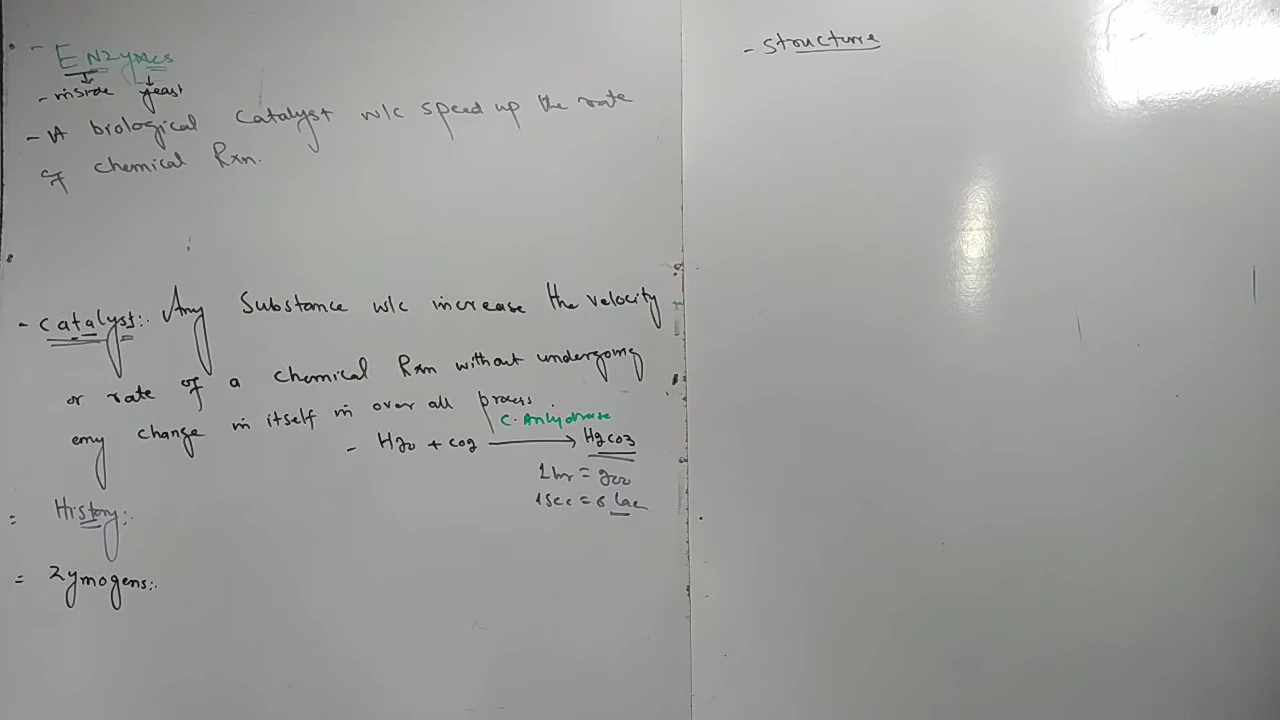 - Enzymes
- inside yeast
- A biological catalyst w/c speed up the rate
of chemical Rxn.
- catalyst:. Any Substance w/c increase the velocity
or rate of a chemical Rxn without undergoing
any change in itself in over all process.
C. Anhydrase
- H2O + CO2 → H2CO3
1hr = 200
1Sec = 6 lac
= History:.
= Zymogens:.
- Structure